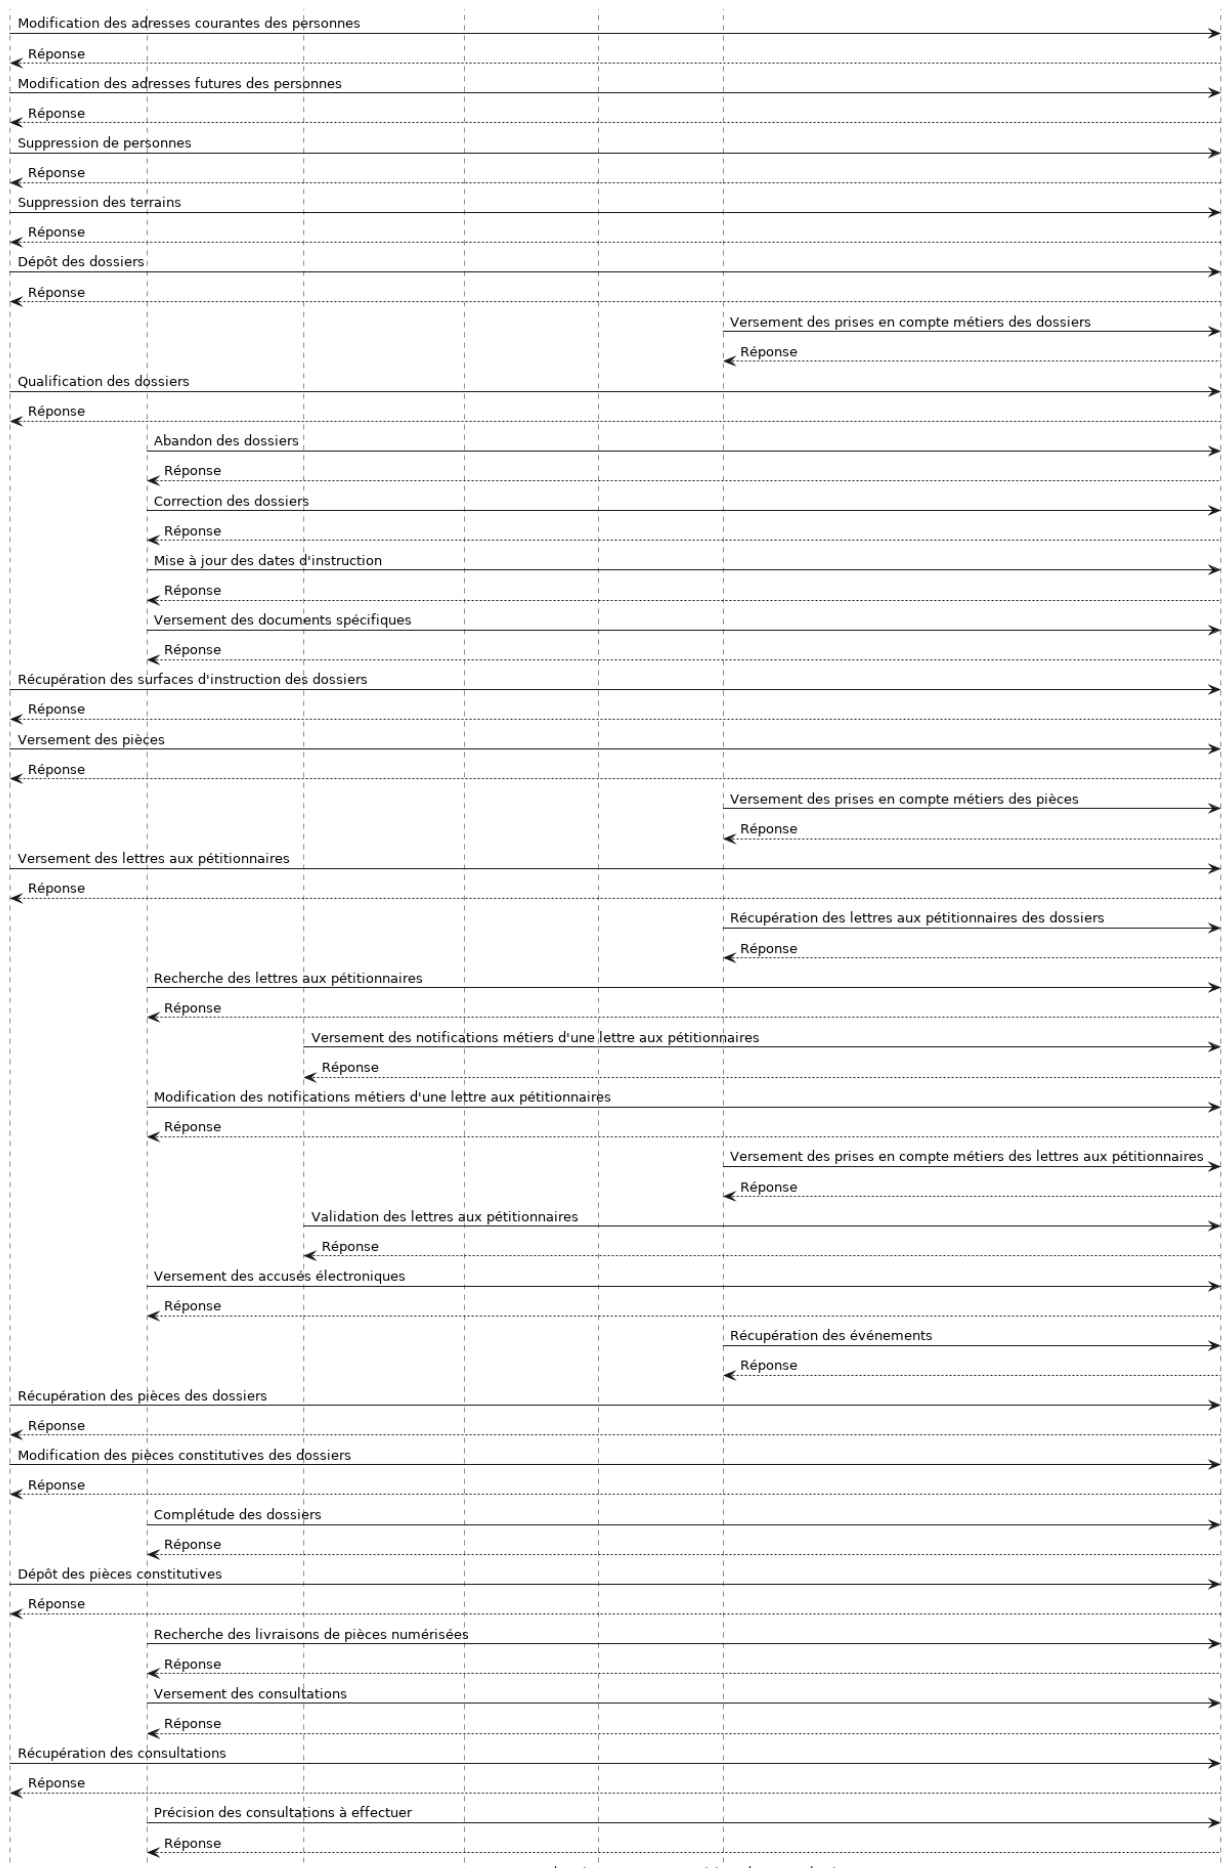 Modification des adresses courantes des personnes
Réponse
Modification des adresses futures des personnes
Réponse
Suppression de personnes
Réponse
Suppression des terrains
Réponse
Dépôt des dossiers
Réponse
Versement des prises en compte métiers des dossiers
Réponse
Qualification des dossiers
Réponse
Abandon des dossiers
Réponse
Correction des dossiers
Réponse
Mise à jour des dates d'instruction
Réponse
Versement des documents spécifiques
Réponse
Récupération des surfaces d'instruction des dossiers
Réponse
Versement des pièces
Réponse
Versement des prises en compte métiers des pièces
Réponse
Versement des lettres aux pétitionnaires
Réponse
Récupération des lettres aux pétitionnaires des dossiers
Réponse
Recherche des lettres aux pétitionnaires
Réponse
Versement des notifications métiers d'une lettre aux pétitionnaires
Réponse
Modification des notifications métiers d'une lettre aux pétitionnaires
Réponse
Versement des prises en compte métiers des lettres aux pétitionnaires
Réponse
Validation des lettres aux pétitionnaires
Réponse
Versement des accusés électroniques
Réponse
Récupération des événements
Réponse
Récupération des pièces des dossiers
Réponse
Modification des pièces constitutives des dossiers
Réponse
Complétude des dossiers
Réponse
Dépôt des pièces constitutives
Réponse
Recherche des livraisons de pièces numérisées
Réponse
Versement des consultations
Réponse
Récupération des consultations
Réponse
Précision des consultations à effectuer
Réponse